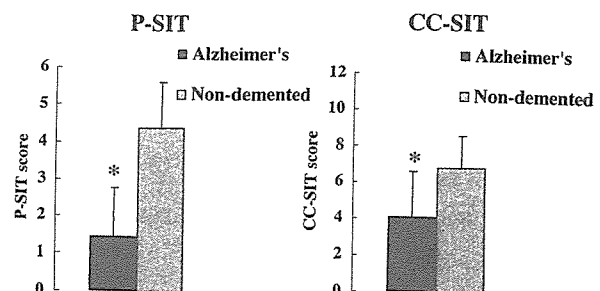 P-SIT
Alzheimer's
Non-demented
6
5
4
3
2
1
0
P-SIT score
*
CC-SIT
Alzheimer's
Non-demented
12
10
8
6
4
2
0
CC-SIT score
*